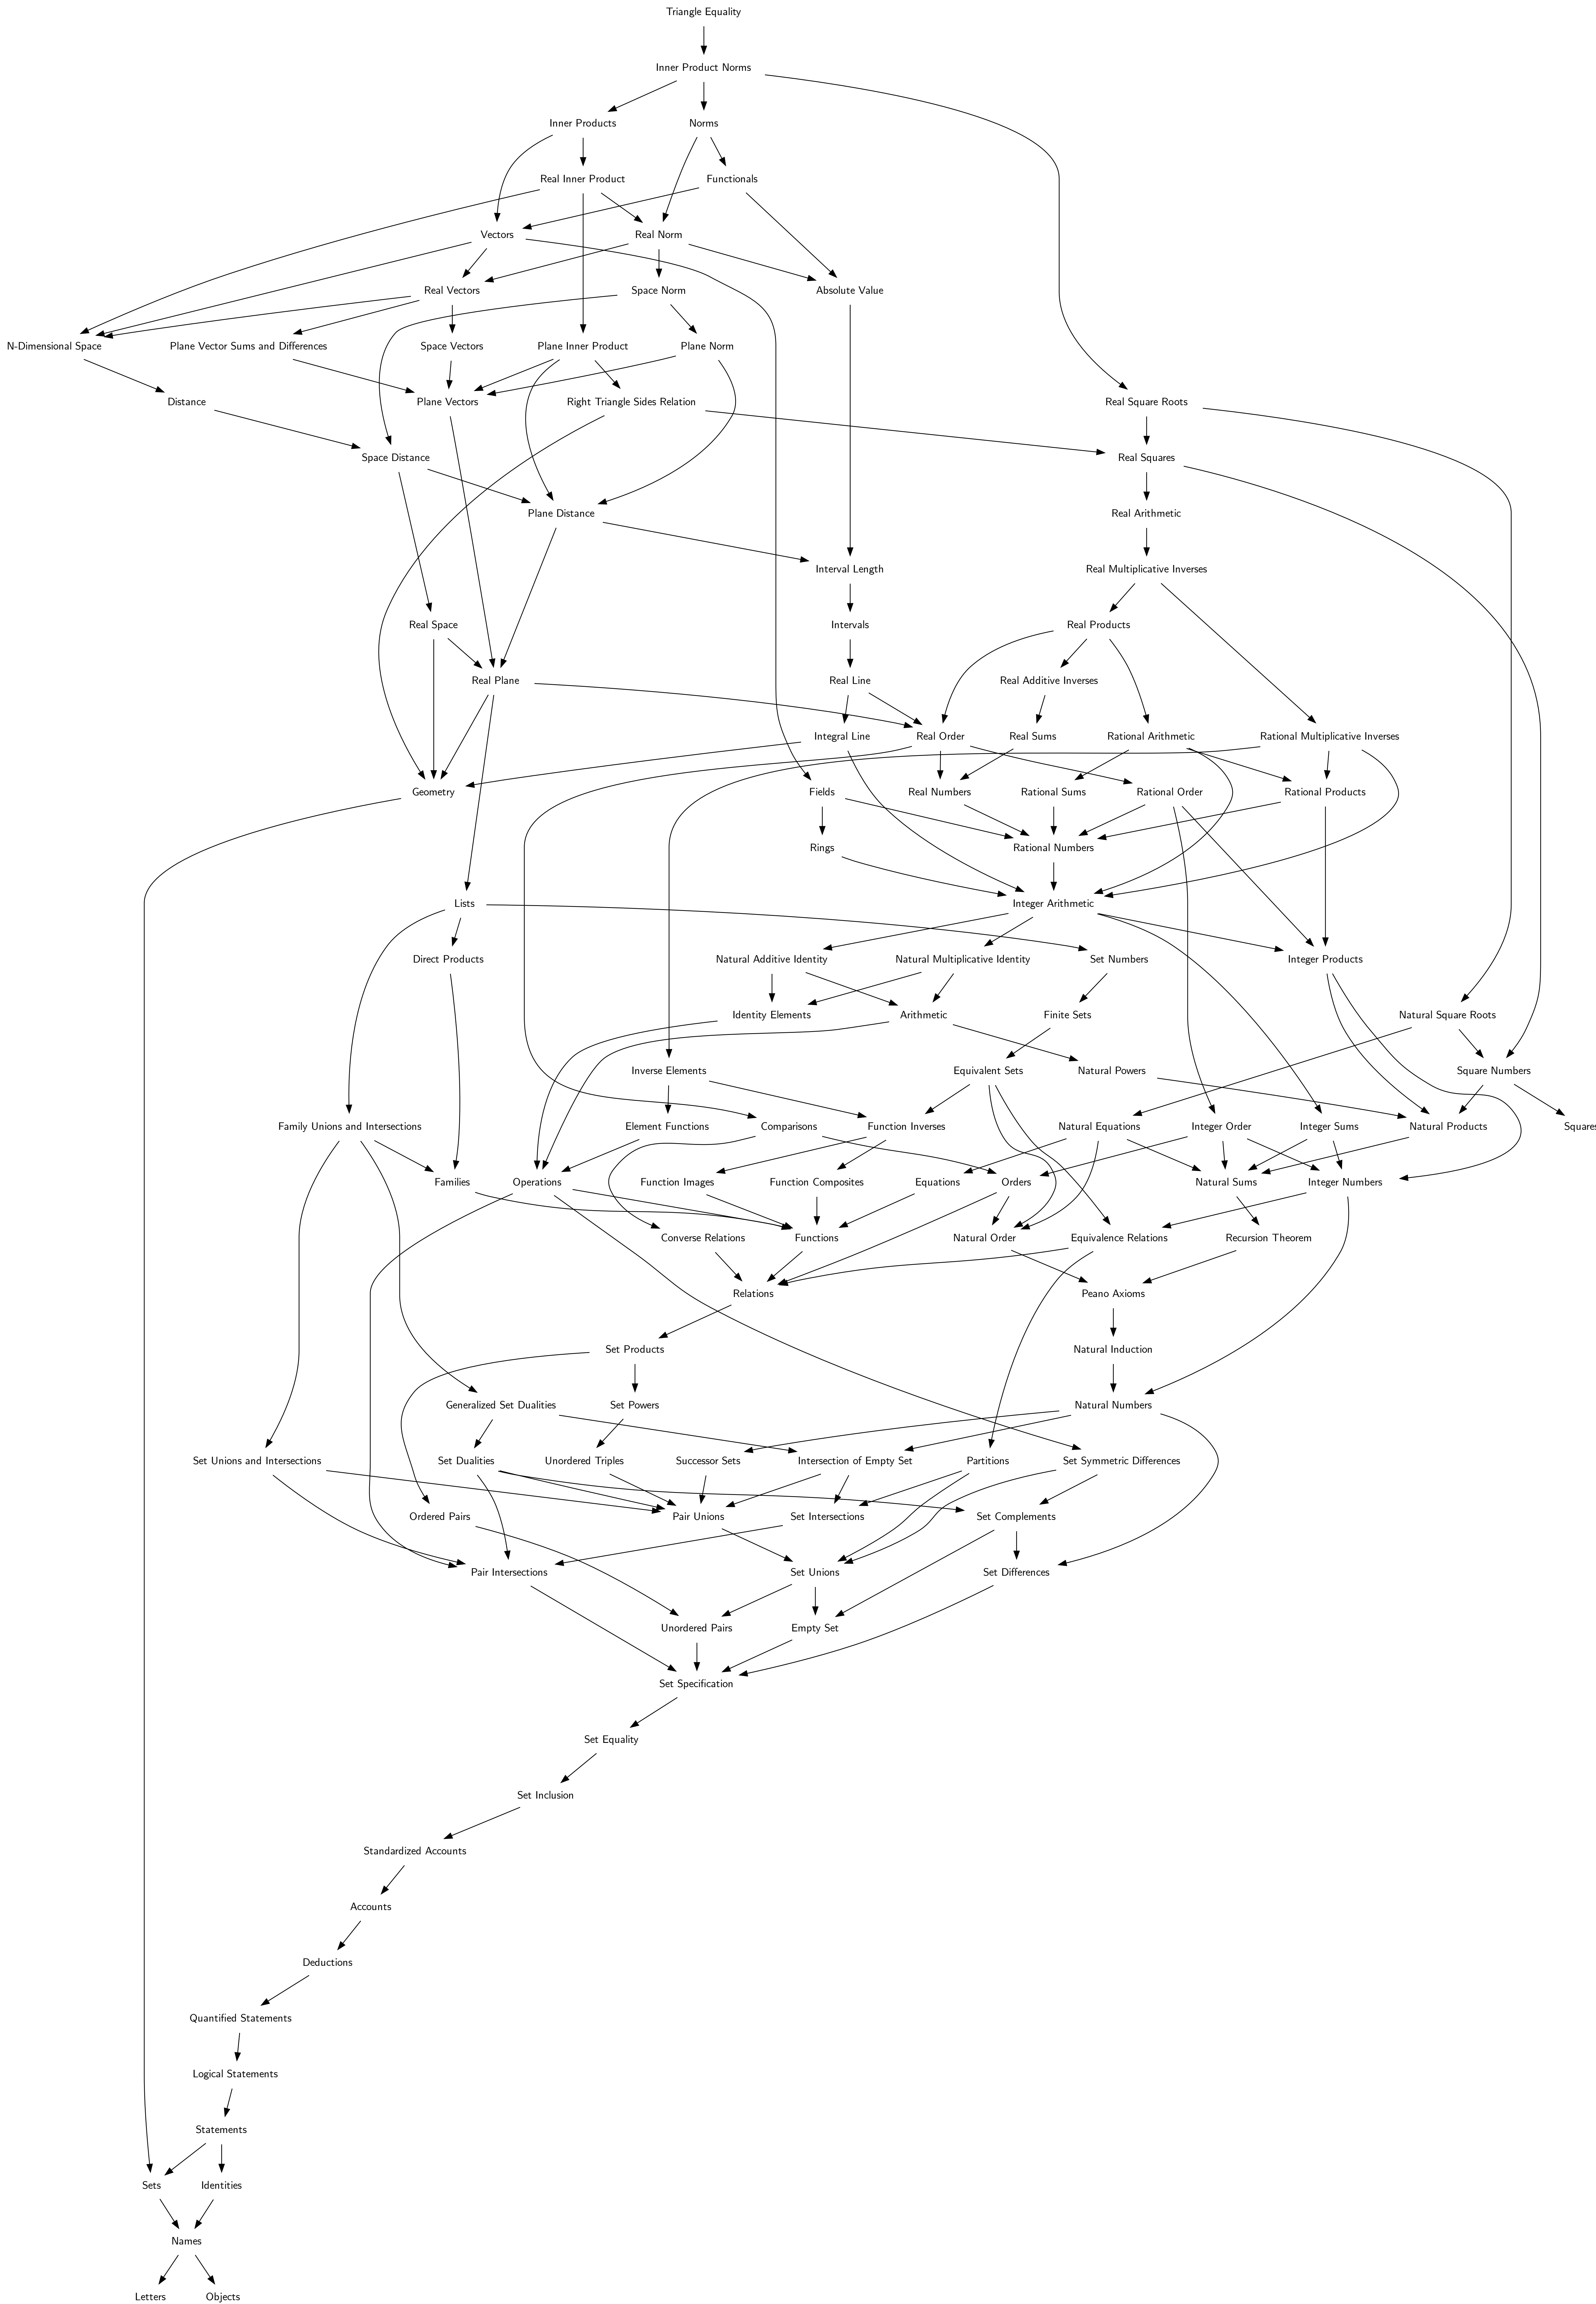 Triangle Equality
Inner Product Norms
Inner Products
Norms
Real Inner Product
Functionals
Vectors
Real Norm
Real Vectors
Space Norm
Absolute Value
N-Dimensional Space
Plane Vector Sums and Differences
Space Vectors
Plane Inner Product
Plane Norm
Distance
Plane Vectors
Right Triangle Sides Relation
Real Square Roots
Space Distance
Real Squares
Plane Distance
Real Arithmetic
Interval Length
Real Multiplicative Inverses
Real Space
Intervals
Real Products
Real Plane
Real Line
Real Additive Inverses
Integral Line
Real Order
Real Sums
Rational Arithmetic
Rational Multiplicative Inverses
Geometry
Fields
Real Numbers
Rational Sums
Rational Order
Rational Products
Rings
Rational Numbers
Lists
Integer Arithmetic
Direct Products
Natural Additive Identity
Natural Multiplicative Identity
Set Numbers
Integer Products
Identity Elements
Arithmetic
Finite Sets
Natural Square Roots
Inverse Elements
Equivalent Sets
Natural Powers
Square Numbers
Family Unions and Intersections
Element Functions
Comparisons
Function Inverses
Natural Equations
Integer Order
Integer Sums
Natural Products
Squares
Families
Operations
Function Images
Function Composites
Equations
Orders
Natural Sums
Integer Numbers
Converse Relations
Functions
Natural Order
Equivalence Relations
Recursion Theorem
Relations
Peano Axioms
Set Products
Natural Induction
Generalized Set Dualities
Set Powers
Natural Numbers
Set Unions and Intersections
Set Dualities
Unordered Triples
Successor Sets
Intersection of Empty Set
Partitions
Set Symmetric Differences
Ordered Pairs
Pair Unions
Set Intersections
Set Complements
Pair Intersections
Set Unions
Set Differences
Unordered Pairs
Empty Set
Set Specification
Set Equality
Set Inclusion
Standardized Accounts
Accounts
Deductions
Quantified Statements
Logical Statements
Statements
Sets
Identities
Names
Letters
Objects